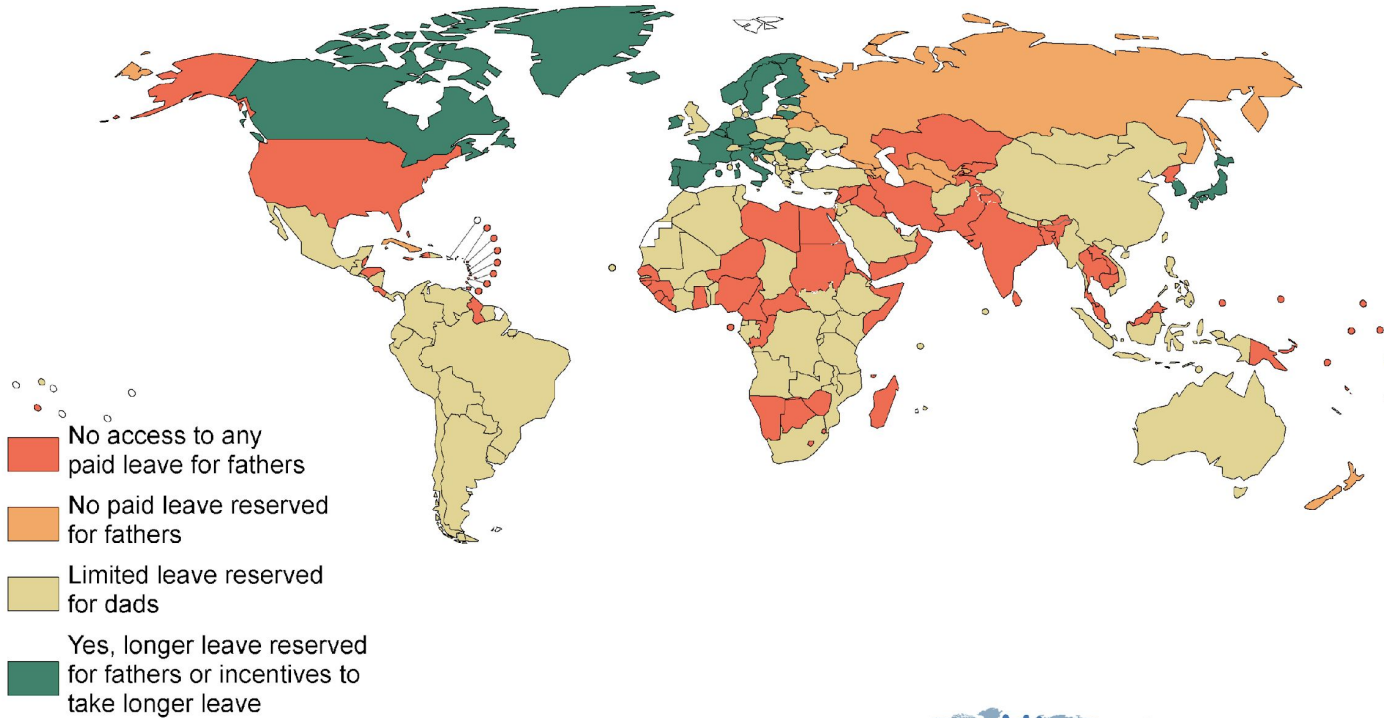 No access to any
paid leave for fathers
No paid leave reserved
for fathers
Limited leave reserved
for dads
Yes, longer leave reserved
for fathers or incentives to
take longer leave